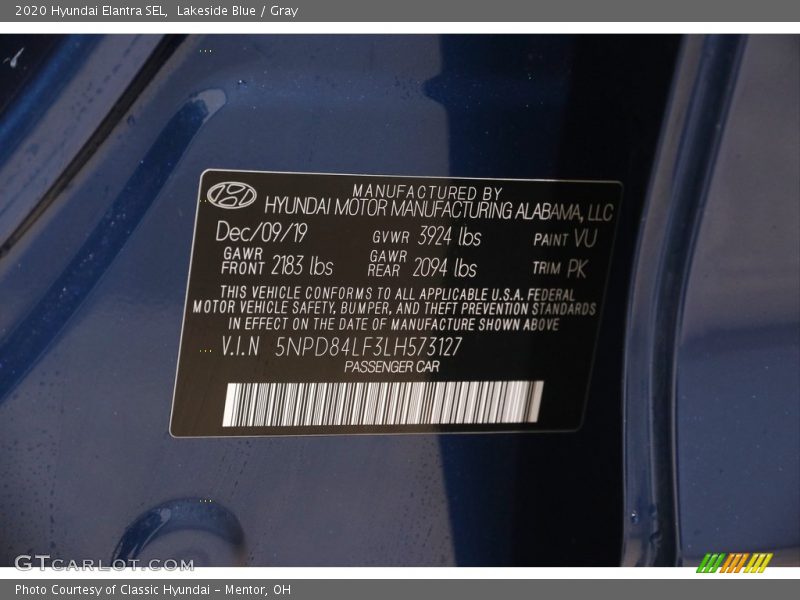 2020 Hyundai Elantra SEL, Lakeside Blue / Gray
MANUFACTURED BY
HYUNDAI MOTOR MANUFACTURING ALABAMA, LLC
Dec/09/19 GVWR 3924 lbs PAINT VU
GAWR FRONT 2183 lbs GAWR REAR 2094 lbs TRIM PK
THIS VEHICLE CONFORMS TO ALL APPLICABLE U.S.A. FEDERAL
MOTOR VEHICLE SAFETY, BUMPER, AND THEFT PREVENTION STANDARDS
IN EFFECT ON THE DATE OF MANUFACTURE SHOWN ABOVE
V.I.N 5NPD84LF3LH573127
PASSENGER CAR
GTCARLOT.COM
Photo Courtesy of Classic Hyundai - Mentor, OH